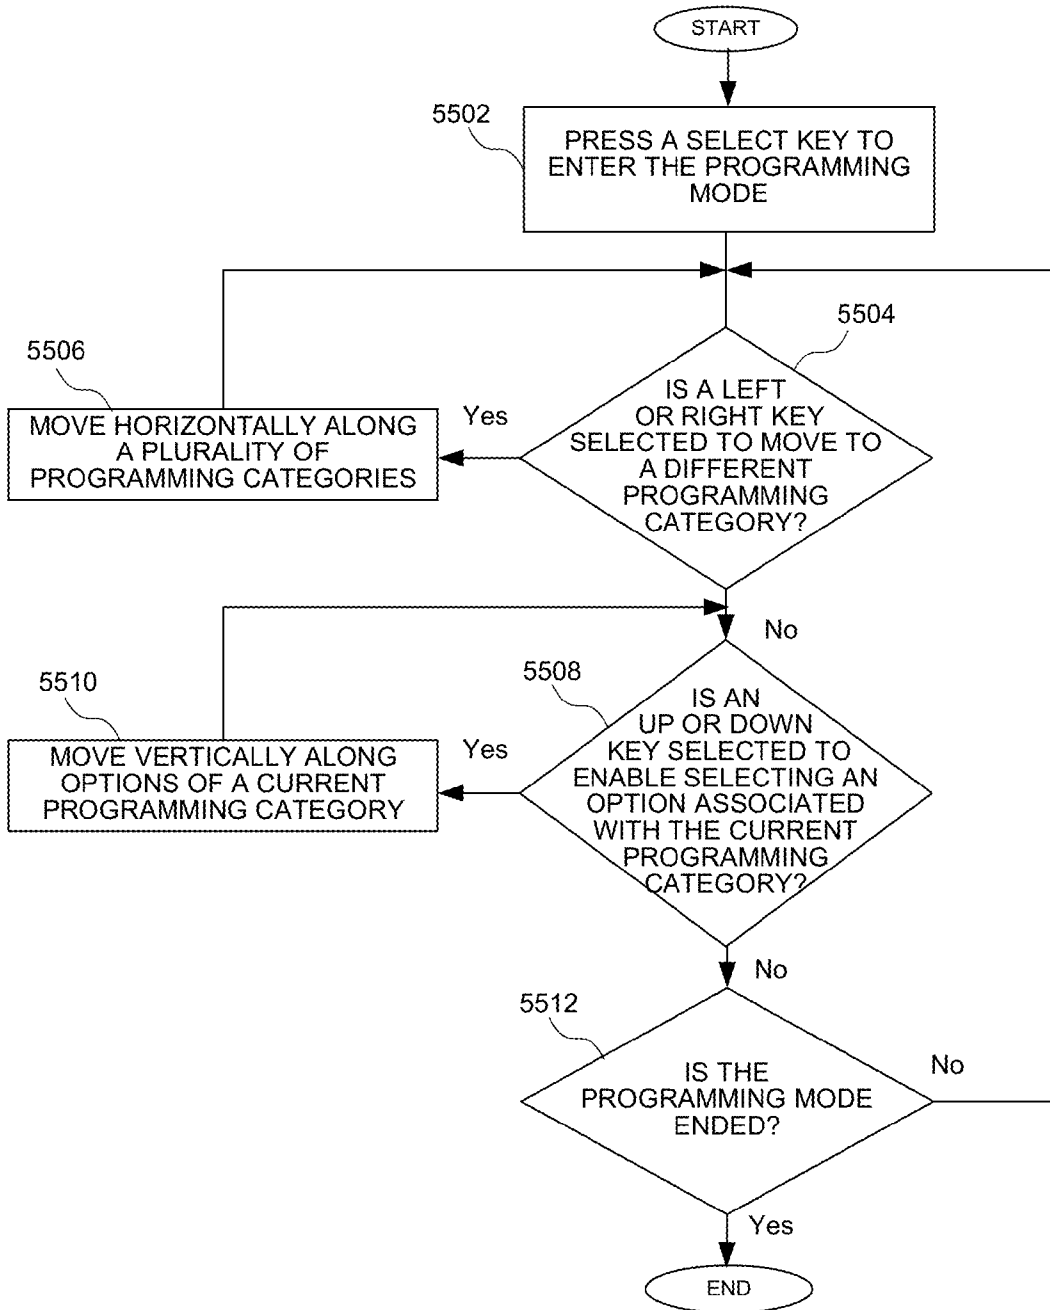 START
5502
PRESS A SELECT KEY TO
ENTER THE PROGRAMMING
MODE
5504
IS A LEFT
OR RIGHT KEY
SELECTED TO MOVE TO
A DIFFERENT
PROGRAMMING
CATEGORY?
Yes
5506
MOVE HORIZONTALLY ALONG
A PLURALITY OF
PROGRAMMING CATEGORIES
No
5508
IS AN
UP OR DOWN
KEY SELECTED TO
ENABLE SELECTING AN
OPTION ASSOCIATED
WITH THE CURRENT
PROGRAMMING
CATEGORY?
Yes
5510
MOVE VERTICALLY ALONG
OPTIONS OF A CURRENT
PROGRAMMING CATEGORY
No
5512
IS THE
PROGRAMMING MODE
ENDED?
No
Yes
END